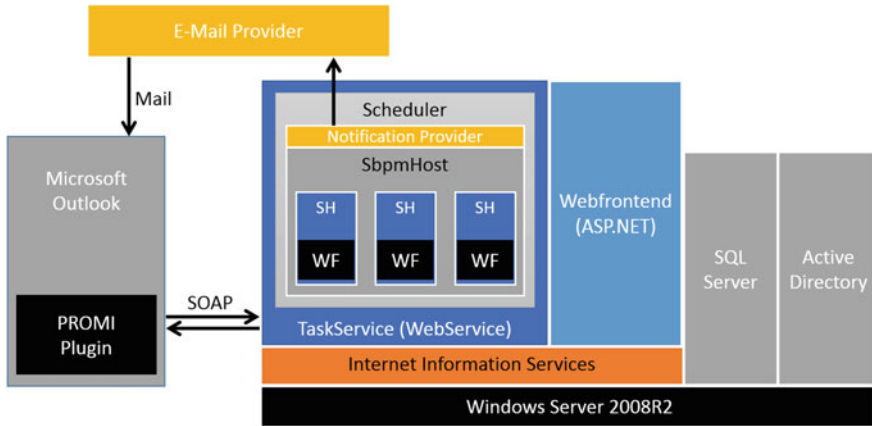 E-Mail Provider
Mail
Scheduler
Notification Provider
SbpmHost
SH SH SH
WF WF WF
TaskService (WebService)
Microsoft
Outlook
PROMI
Plugin
SOAP
Webfrontend
(ASP.NET)
SQL
Server
Active
Directory
Internet Information Services
Windows Server 2008R2